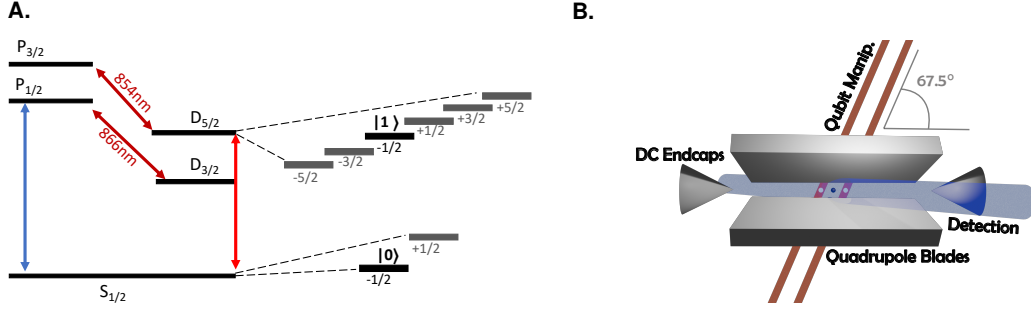 A.
P3/2
P1/2
854nm
866nm
D5/2
D3/2
S1/2
+5/2
+3/2
+1/2
|1⟩
-1/2
-3/2
-5/2
+1/2
|0⟩
-1/2
B.
Qubit Manip.
67.5°
DC Endcaps
Detection
Quadrupole Blades